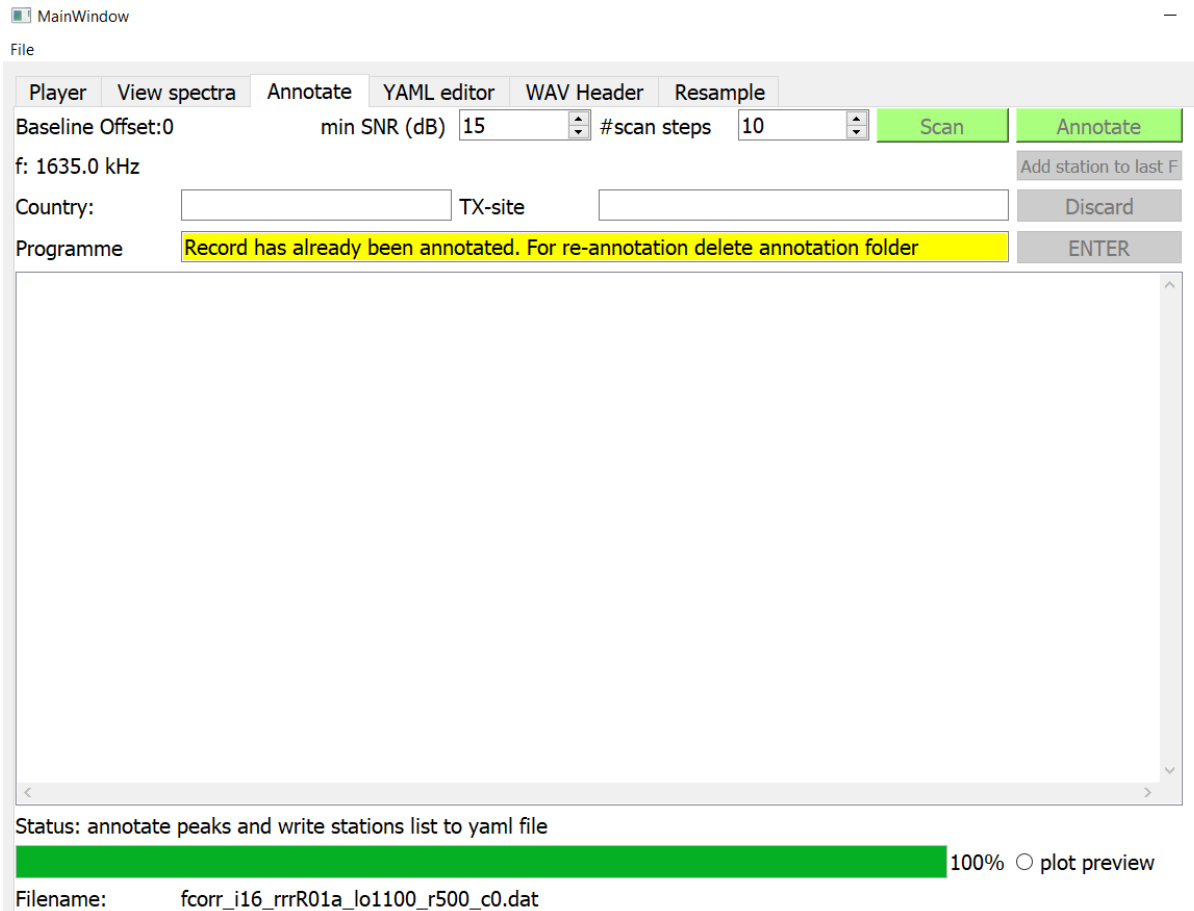 MainWindow
File
Player View spectra Annotate YAML editor WAV Header Resample
Baseline Offset:0 min SNR (dB) 15 #scan steps 10 Scan Annotate
f: 1635.0 kHz Add station to last F
Country: TX-site Discard
Programme Record has already been annotated. For re-annotation delete annotation folder ENTER
Status: annotate peaks and write stations list to yaml file
100% plot preview
Filename: fcorr_i16_rrrR01a_lo1100_r500_c0.dat